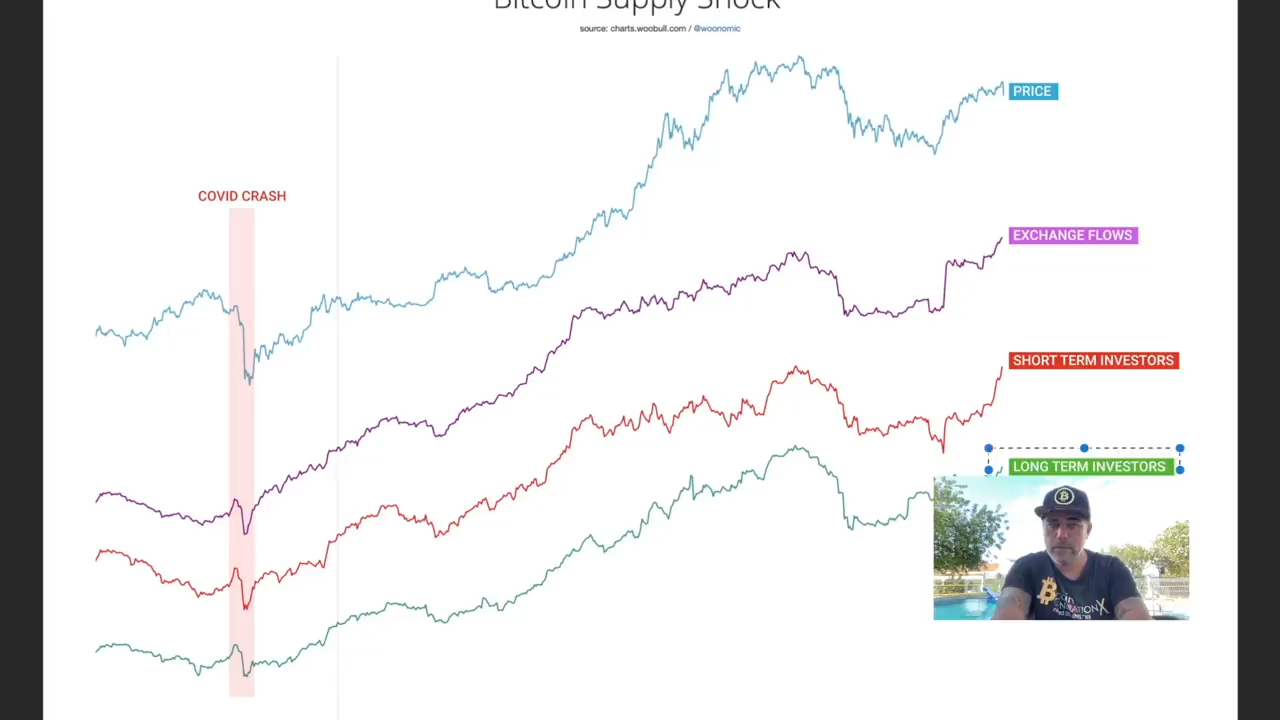 Bitcoin Supply Shock
source: charts.woobull.com / @woonomic
PRICE
COVID CRASH
EXCHANGE FLOWS
SHORT TERM INVESTORS
LONG TERM INVESTORS